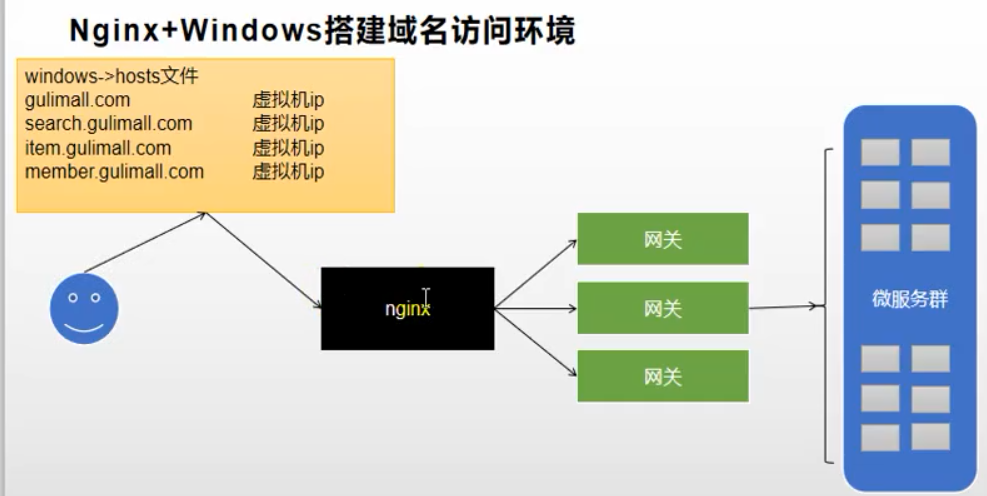 Nginx+Windows搭建域名访问环境
windows->hosts文件
gulimall.com 虚拟机ip
search.gulimall.com 虚拟机ip
item.gulimall.com 虚拟机ip
member.gulimall.com 虚拟机ip
网关
nginx
网关
微服务群
网关